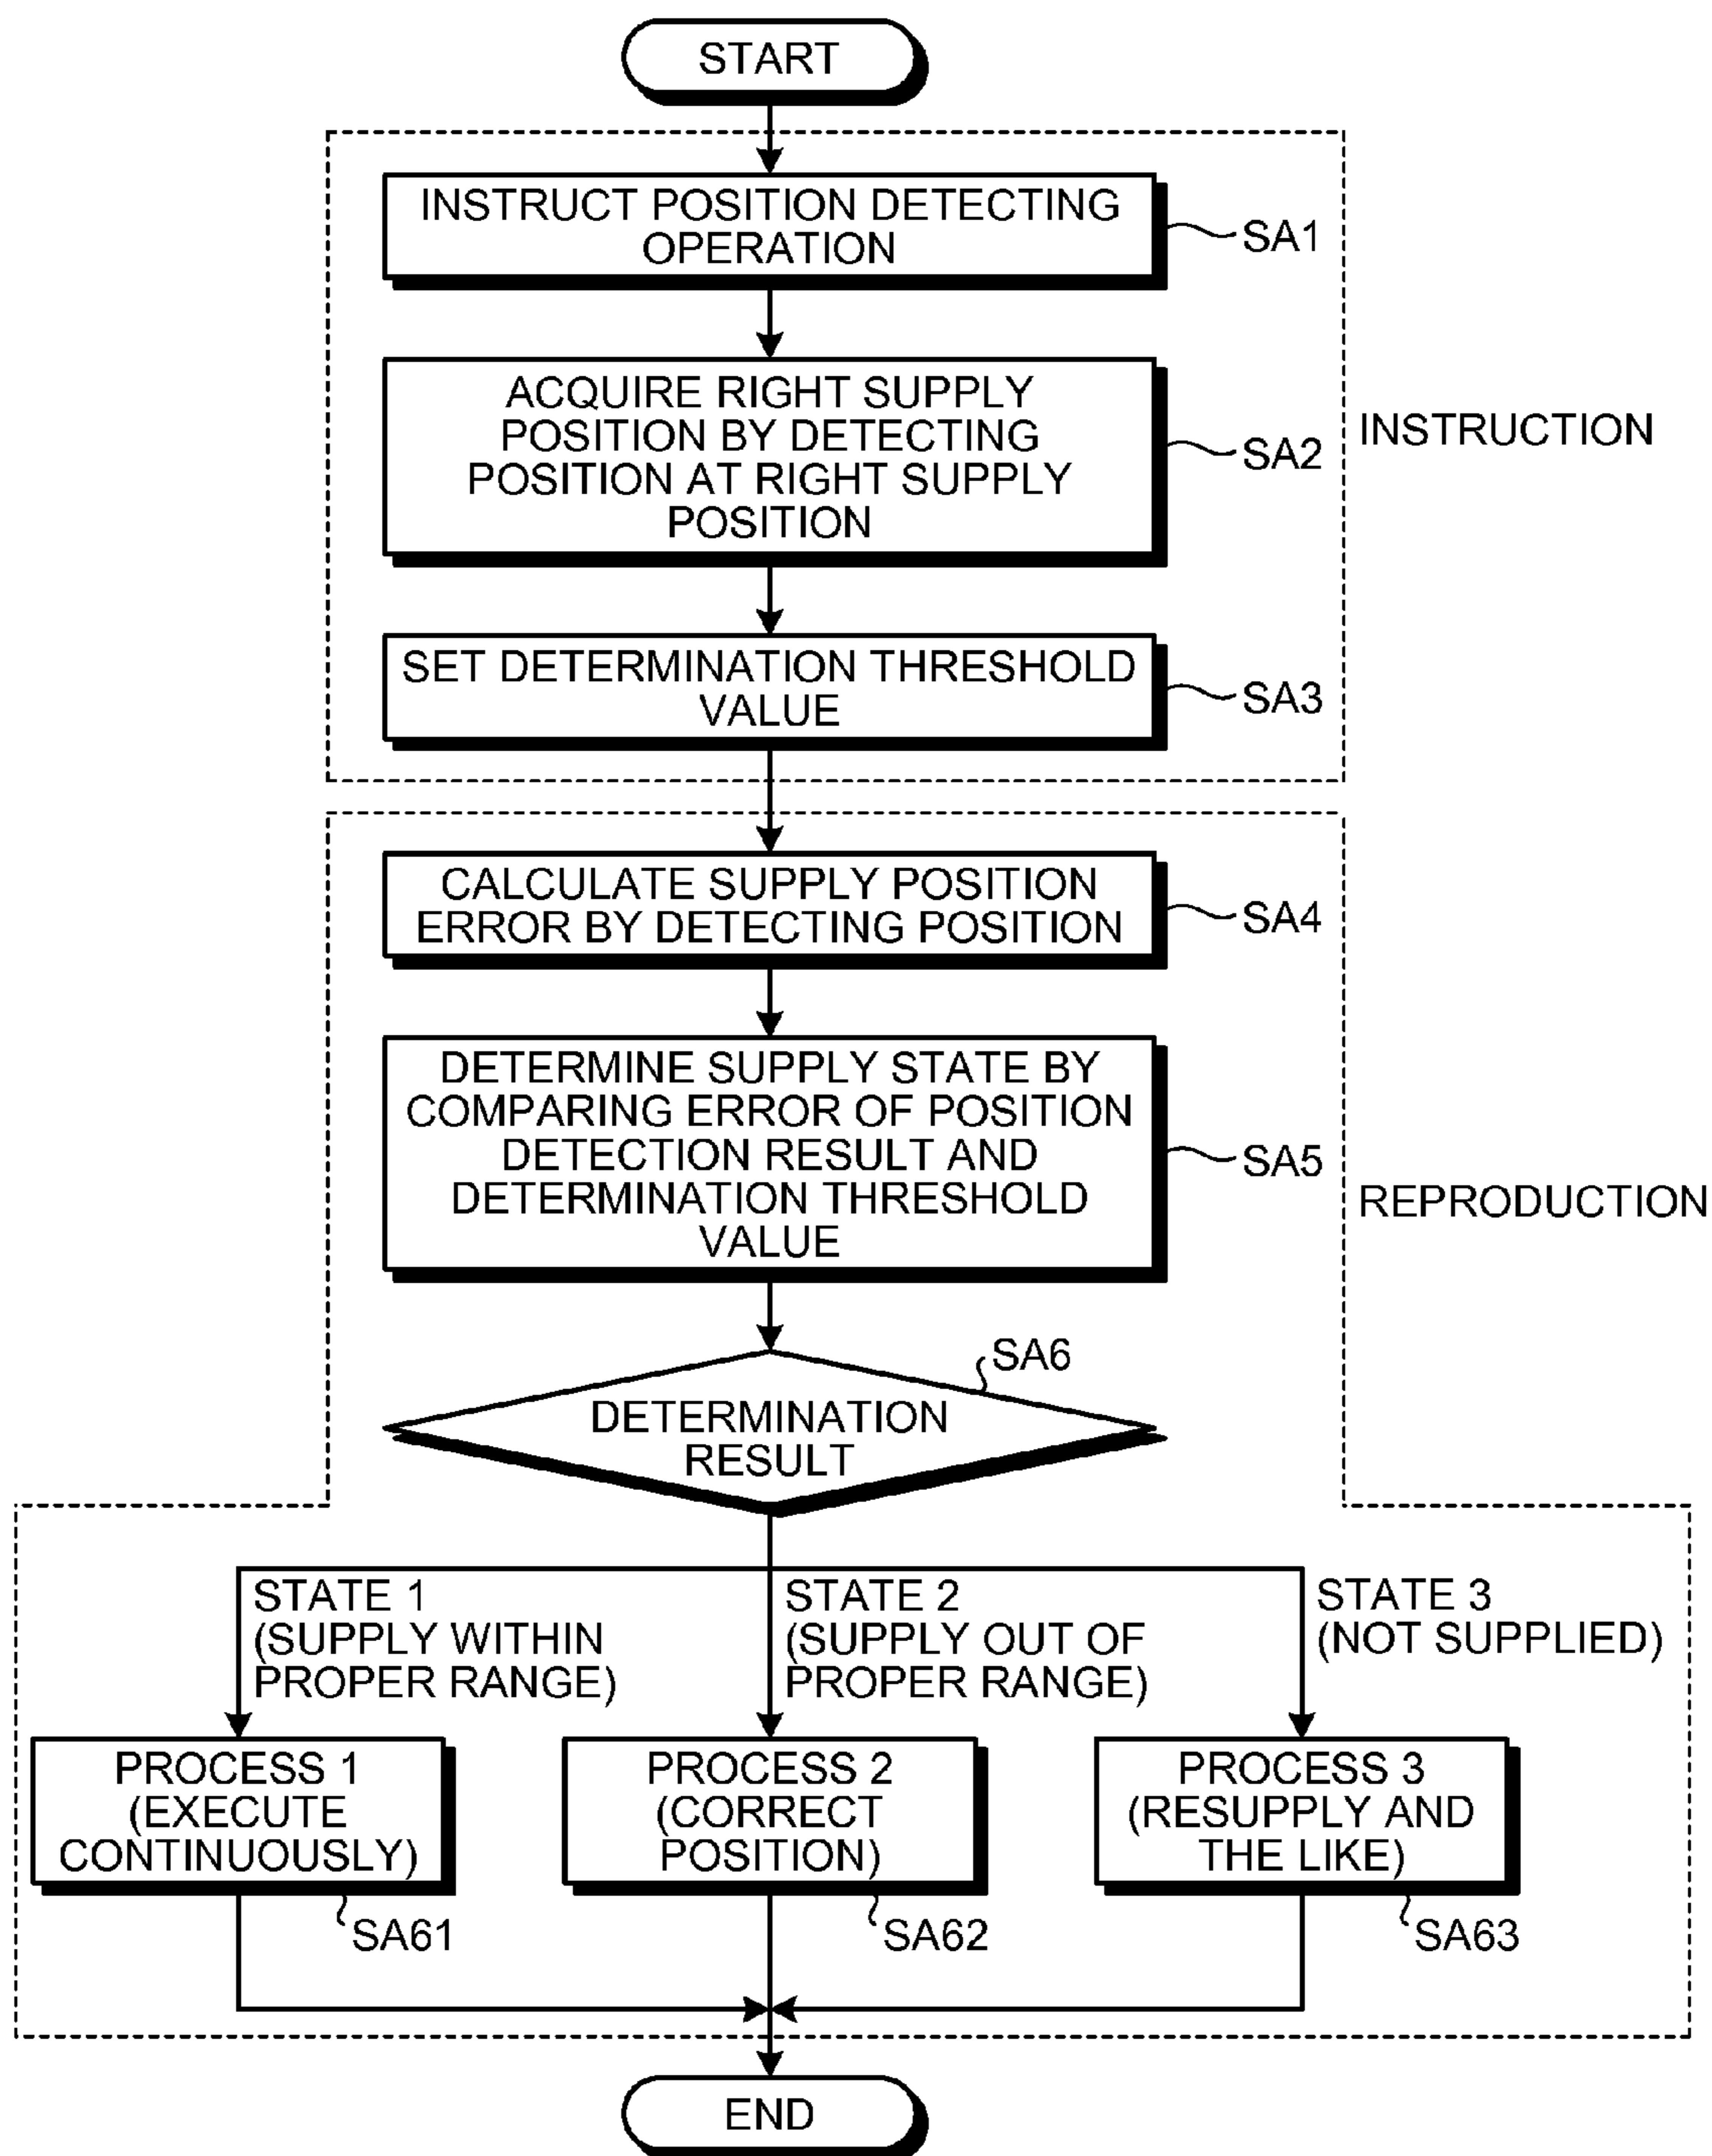 START
INSTRUCT POSITION DETECTING
OPERATION
SA1
ACQUIRE RIGHT SUPPLY
POSITION BY DETECTING
POSITION AT RIGHT SUPPLY
POSITION
SA2
INSTRUCTION
SET DETERMINATION THRESHOLD
VALUE
SA3
CALCULATE SUPPLY POSITION
ERROR BY DETECTING POSITION
SA4
DETERMINE SUPPLY STATE BY
COMPARING ERROR OF POSITION
DETECTION RESULT AND
DETERMINATION THRESHOLD
VALUE
SA5
REPRODUCTION
SA6
DETERMINATION
RESULT
STATE 1
(SUPPLY WITHIN
PROPER RANGE)
STATE 2
(SUPPLY OUT OF
PROPER RANGE)
STATE 3
(NOT SUPPLIED)
PROCESS 1
(EXECUTE
CONTINUOUSLY)
SA61
PROCESS 2
(CORRECT
POSITION)
SA62
PROCESS 3
(RESUPPLY AND
THE LIKE)
SA63
END